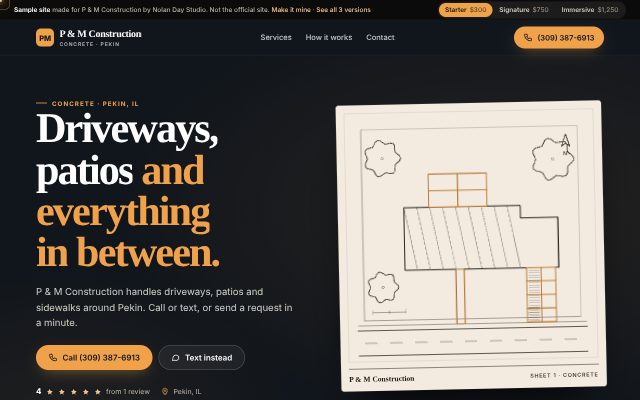 Sample site made for P & M Construction by Nolan Day Studio. Not the official site. Make it mine · See all 3 versions
Starter $300 Signature $750 Immersive $1,250
PM P & M Construction
CONCRETE · PEKIN
Services How it works Contact
(309) 387-6913
CONCRETE · PEKIN, IL
Driveways,
patios and
everything
in between.
P & M Construction handles driveways, patios and
sidewalks around Pekin. Call or text, or send a request in
a minute.
Call (309) 387-6913 Text instead
4 ★ ★ ★ ★ ★ from 1 review Pekin, IL
N
P & M Construction SHEET 1 · CONCRETE